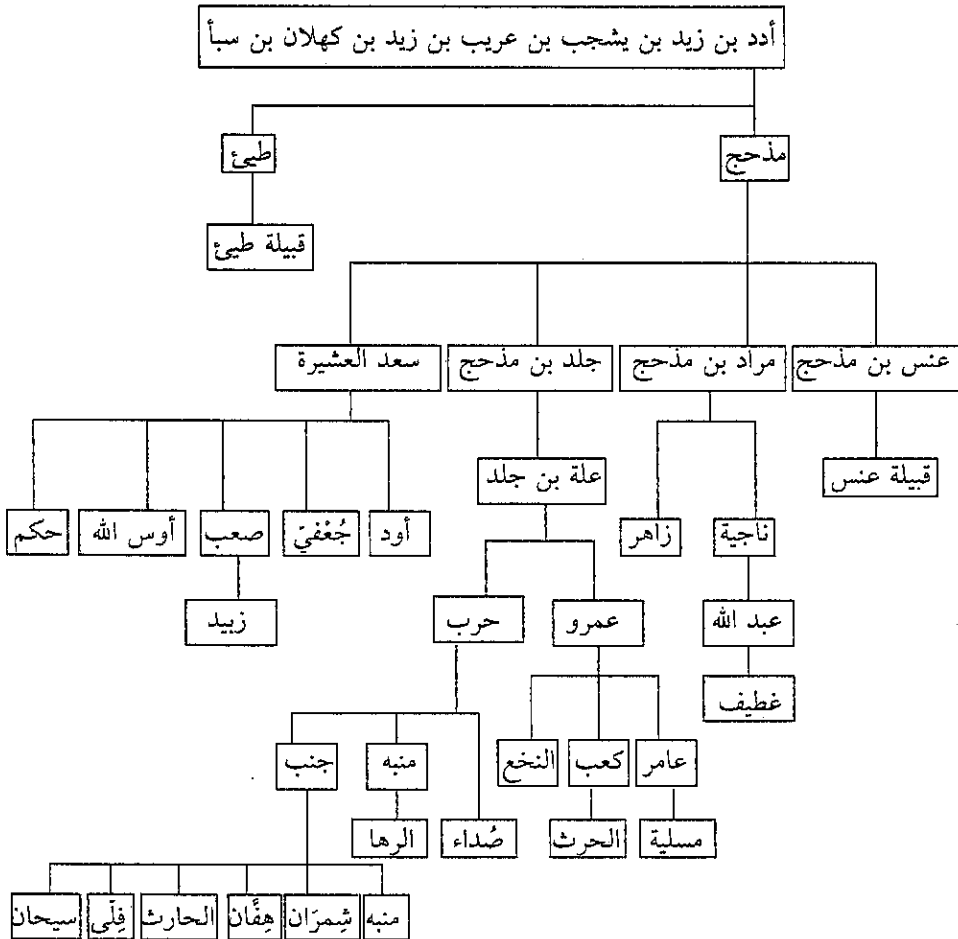 أدد بن زيد بن يشجب بن عريب بن زيد بن كهلان بن سبأ
مذحج
طيئ
قبيلة طيئ
عنس بن مذحج
مراد بن مذحج
جلد بن مذحج
سعد العشيرة
قبيلة عنس
علة بن جلد
ناجية
زاهر
أود
جُعْفيّ
صعب
أوس الله
حكم
عبد الله
عمرو
حرب
زبيد
غطيف
عامر
كعب
النخع
منبه
جنب
مسلية
الحرث
صُداء
الرها
منبه
شِمرَان
هِفَّان
الحارث
فِلَّى
سيحان